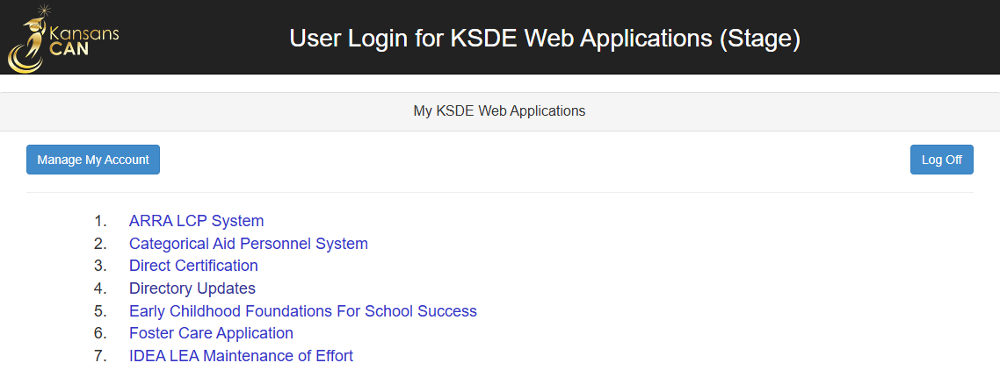 Kansans
CAN
User Login for KSDE Web Applications (Stage)
My KSDE Web Applications
Manage My Account
Log Off
1. ARRA LCP System
2. Categorical Aid Personnel System
3. Direct Certification
4. Directory Updates
5. Early Childhood Foundations For School Success
6. Foster Care Application
7. IDEA LEA Maintenance of Effort